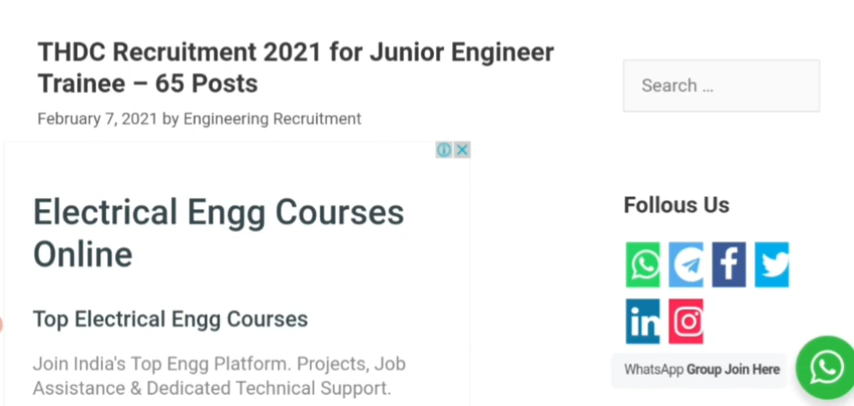 THDC Recruitment 2021 for Junior Engineer
Trainee – 65 Posts
February 7, 2021 by Engineering Recruitment
Search ...
Electrical Engg Courses
Online
Top Electrical Engg Courses
Join India's Top Engg Platform. Projects, Job
Assistance & Dedicated Technical Support.
Follous Us
WhatsApp Group Join Here